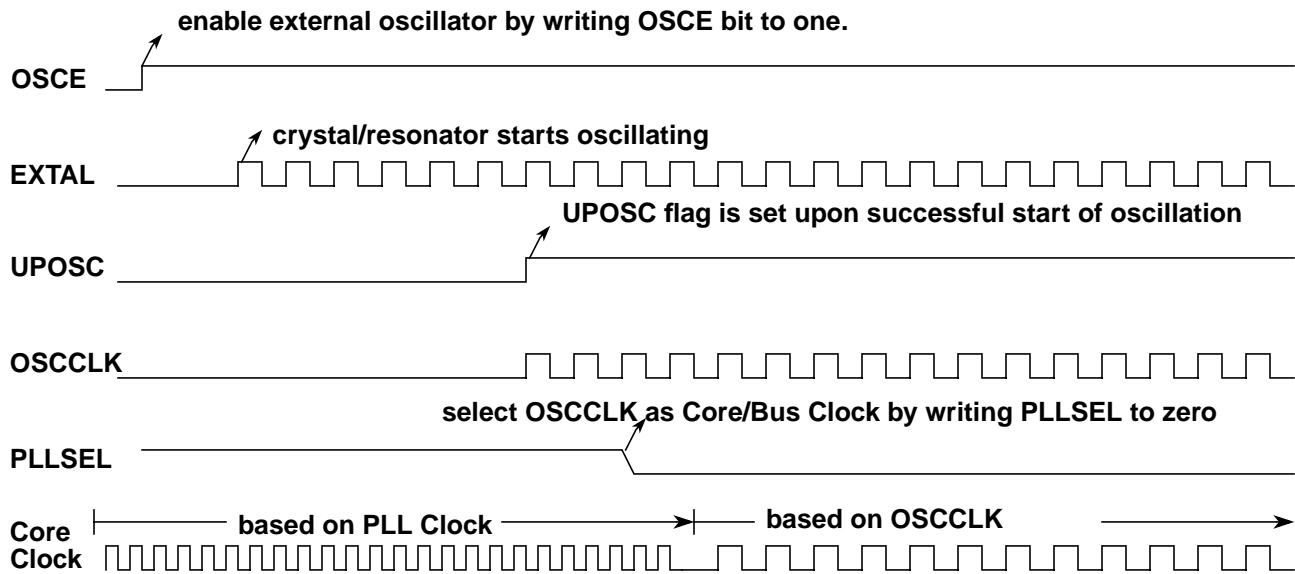 enable external oscillator by writing OSCE bit to one.
OSCE
crystal/resonator starts oscillating
EXTAL
UPOSC flag is set upon successful start of oscillation
UPOSC
OSCCLK
select OSCCLK as Core/Bus Clock by writing PLLSEL to zero
PLLSEL
Core
Clock
based on PLL Clock
based on OSCCLK